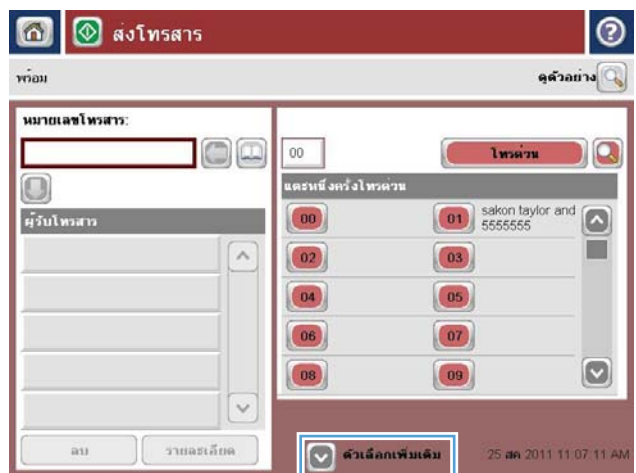 ส่งโทรสาร
พร้อม
ดูตัวอย่าง
หมายเลขโทรสาร:
00
โทรด่วน
แตะหนึ่งครั้งโทรด่วน
ผู้รับโทรสาร
00
01
sakon taylor and
5555555
02
03
04
05
06
07
08
09
ลบ
รายละเอียด
ตัวเลือกเพิ่มเติม
25 สค 2011 11:07:11 AM